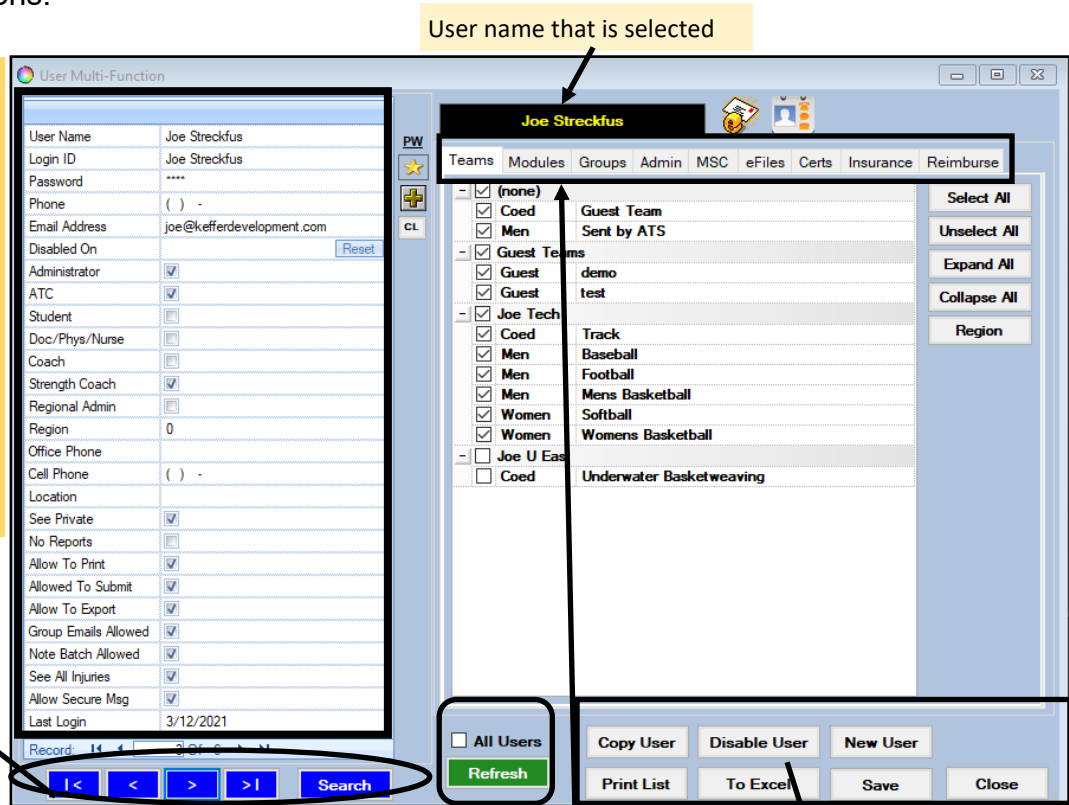 ons.
User name that is selected
User Multi-Function
Joe Streckfus
User Name Joe Streckfus
Login ID Joe Streckfus
Password ****
Phone ( ) -
Email Address joe@kefferdevelopment.com
Disabled On Reset
Administrator
ATC
Student
Doc/Phys/Nurse
Coach
Strength Coach
Regional Admin
Region 0
Office Phone
Cell Phone ( ) -
Location
See Private
No Reports
Allow To Print
Allowed To Submit
Allow To Export
Group Emails Allowed
Note Batch Allowed
See All Injuries
Allow Secure Msg
Last Login 3/12/2021
Record:
|< < > >| Search
PW
CL
Teams Modules Groups Admin MSC eFiles Certs Insurance Reimburse
(none)
Coed Guest Team
Men Sent by ATS
Guest Teams
Guest demo
Guest test
Joe Tech
Coed Track
Men Baseball
Men Football
Men Mens Basketball
Women Softball
Women Womens Basketball
Joe U East
Coed Underwater Basketweaving
Select All
Unselect All
Expand All
Collapse All
Region
All Users
Refresh
Copy User Disable User New User
Print List To Excel Save Close